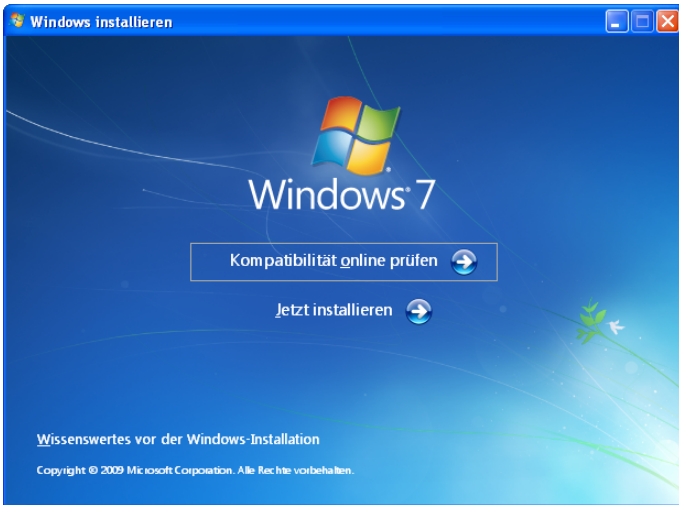 Windows installieren
Windows 7
Kompatibilität online prüfen
Jetzt installieren
Wissenswertes vor der Windows-Installation
Copyright © 2009 Microsoft Corporation. Alle Rechte vorbehalten.